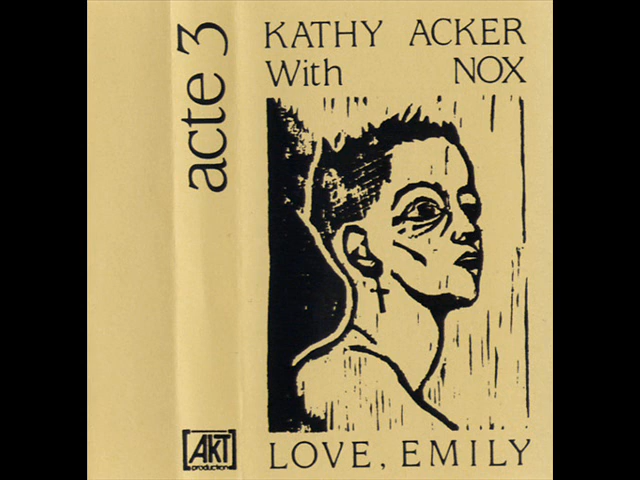 acte 3
KATHY ACKER
With NOX
LOVE, EMILY
[AKT]
production